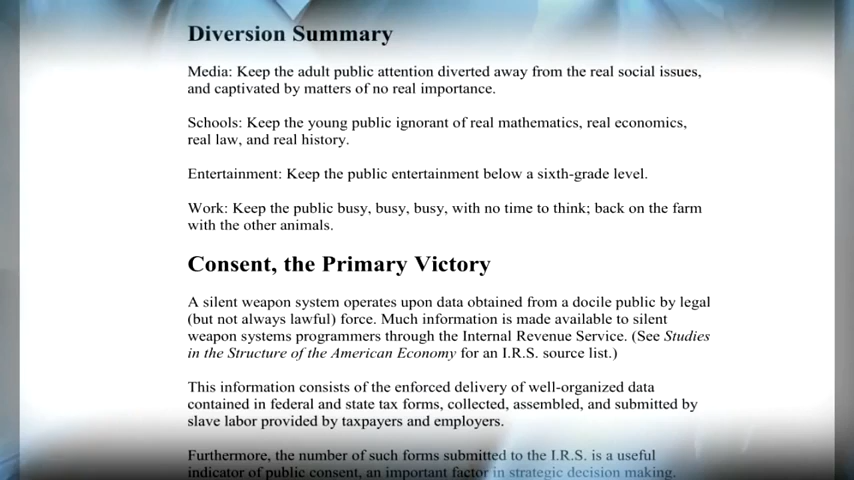 Diversion Summary
Media: Keep the adult public attention diverted away from the real social issues,
and captivated by matters of no real importance.
Schools: Keep the young public ignorant of real mathematics, real economics,
real law, and real history.
Entertainment: Keep the public entertainment below a sixth-grade level.
Work: Keep the public busy, busy, busy, with no time to think; back on the farm
with the other animals.
Consent, the Primary Victory
A silent weapon system operates upon data obtained from a docile public by legal
(but not always lawful) force. Much information is made available to silent
weapon systems programmers through the Internal Revenue Service. (See Studies
in the Structure of the American Economy for an I.R.S. source list.)
This information consists of the enforced delivery of well-organized data
contained in federal and state tax forms, collected, assembled, and submitted by
slave labor provided by taxpayers and employers.
Furthermore, the number of such forms submitted to the I.R.S. is a useful
indicator of public consent, an important factor in strategic decision making.